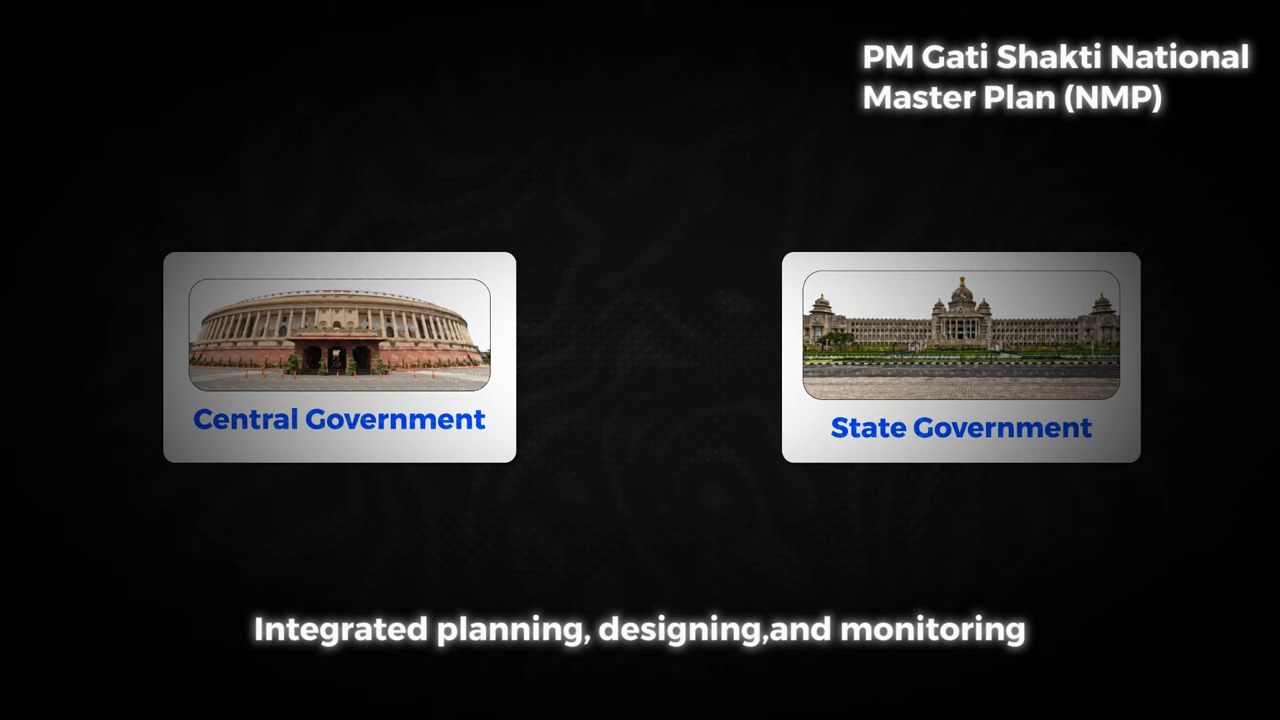 PM Gati Shakti National
Master Plan (NMP)
Central Government
State Government
Integrated planning, designing,and monitoring